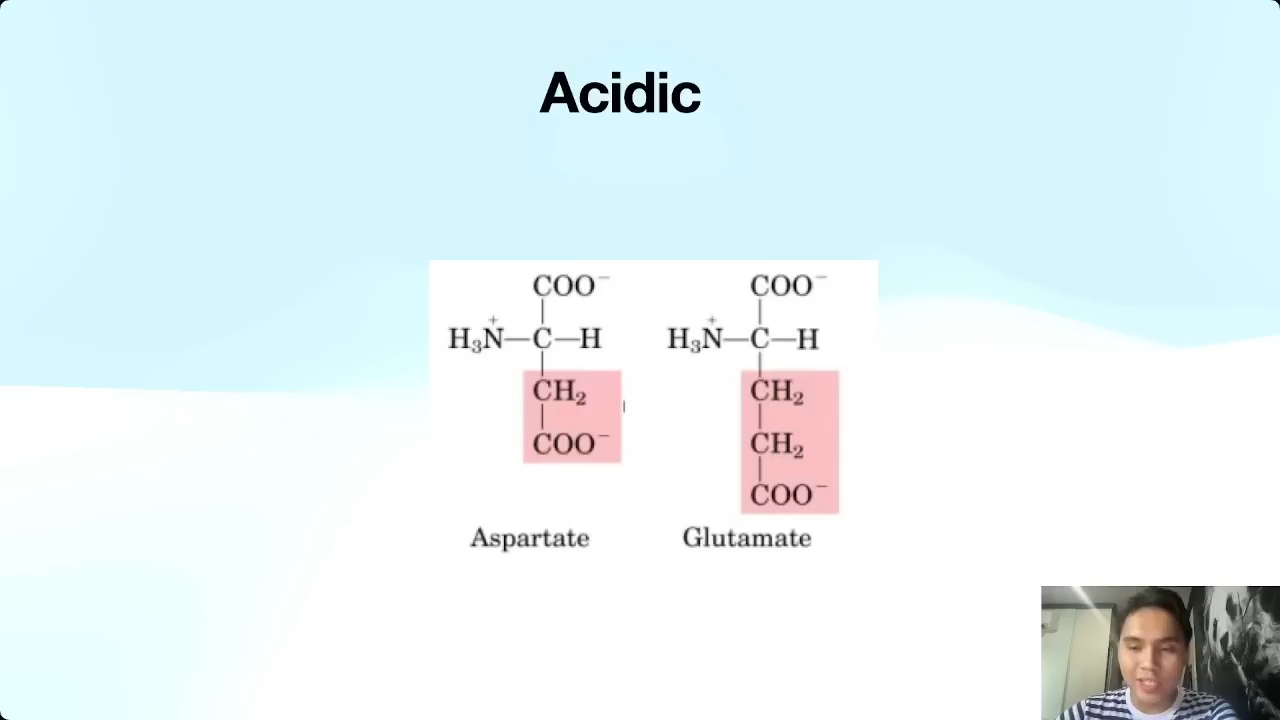 Acidic
COO⁻ COO⁻
H₃N⁺—C—H H₃N⁺—C—H
CH₂ CH₂
COO⁻ CH₂
COO⁻
Aspartate Glutamate